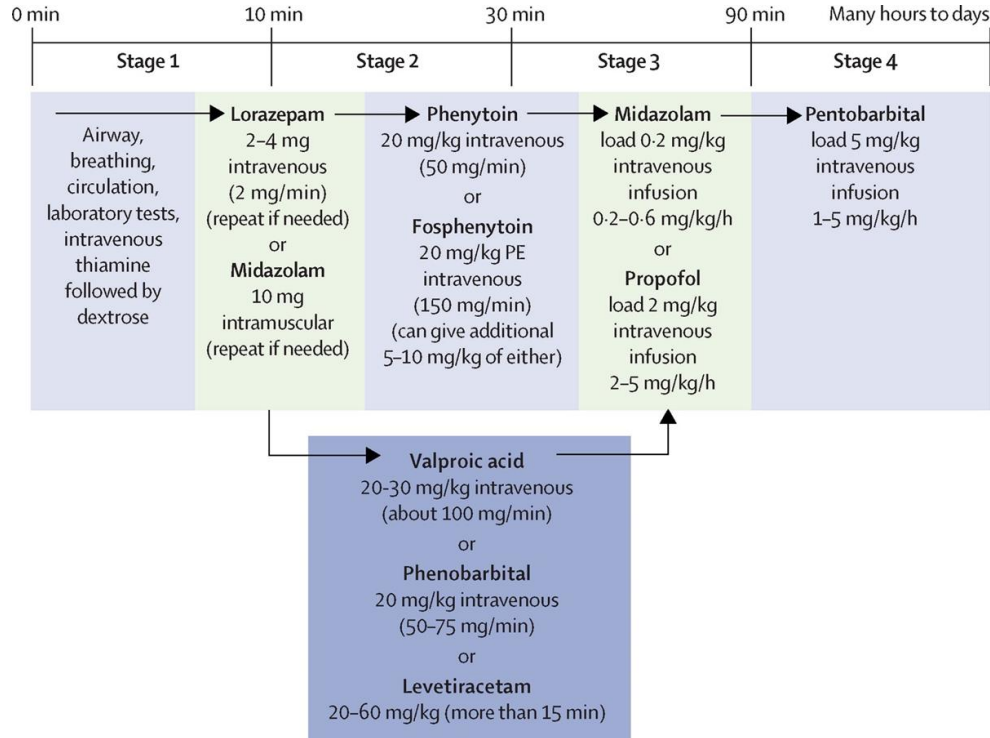 0 min
10 min
30 min
90 min
Many hours to days
Stage 1
Stage 2
Stage 3
Stage 4
Airway,
breathing,
circulation,
laboratory tests,
intravenous
thiamine
followed by
dextrose
Lorazepam
2–4 mg
intravenous
(2 mg/min)
(repeat if needed)
or
Midazolam
10 mg
intramuscular
(repeat if needed)
Phenytoin
20 mg/kg intravenous
(50 mg/min)
or
Fosphenytoin
20 mg/kg PE
intravenous
(150 mg/min)
(can give additional
5–10 mg/kg of either)
Midazolam
load 0·2 mg/kg
intravenous
infusion
0·2–0·6 mg/kg/h
or
Propofol
load 2 mg/kg
intravenous
infusion
2–5 mg/kg/h
Pentobarbital
load 5 mg/kg
intravenous
infusion
1–5 mg/kg/h
Valproic acid
20-30 mg/kg intravenous
(about 100 mg/min)
or
Phenobarbital
20 mg/kg intravenous
(50–75 mg/min)
or
Levetiracetam
20–60 mg/kg (more than 15 min)